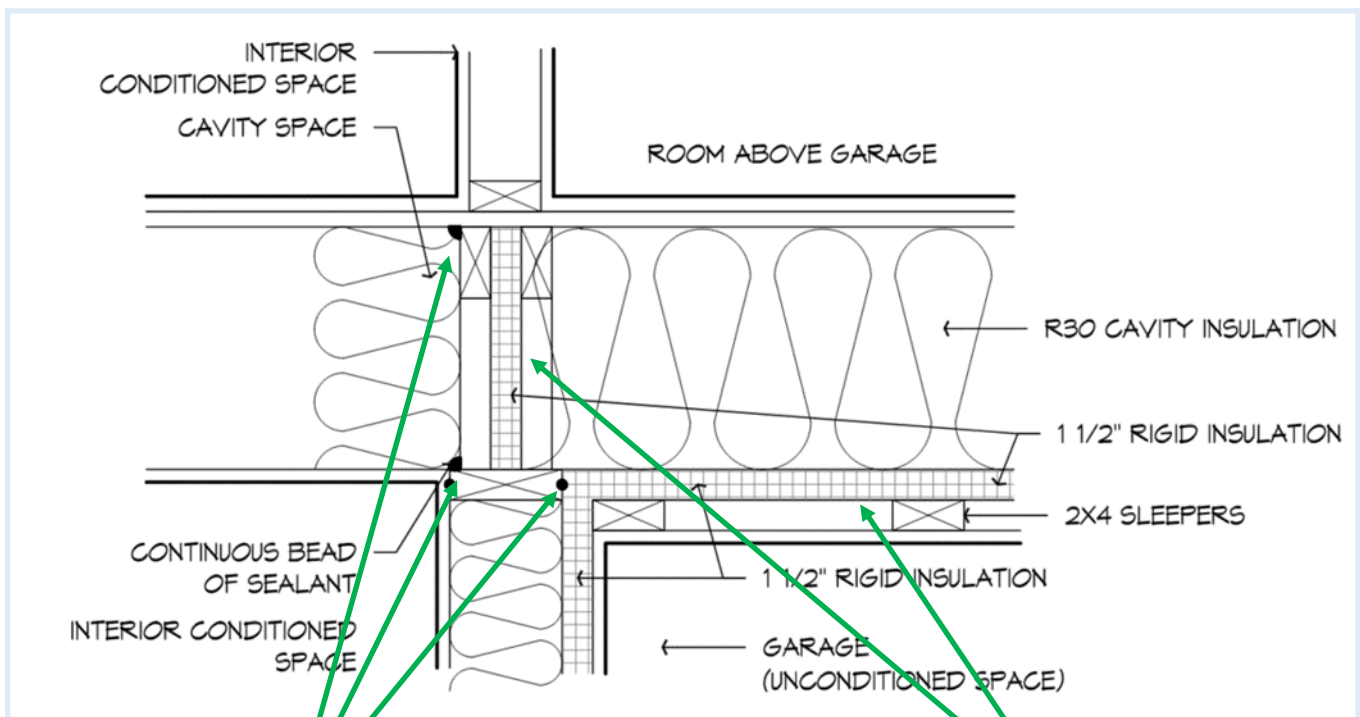 INTERIOR
CONDITIONED SPACE
CAVITY SPACE
ROOM ABOVE GARAGE
R30 CAVITY INSULATION
1 1/2" RIGID INSULATION
2X4 SLEEPERS
CONTINUOUS BEAD
OF SEALANT
1 1/2" RIGID INSULATION
INTERIOR CONDITIONED
SPACE
GARAGE
(UNCONDITIONED SPACE)